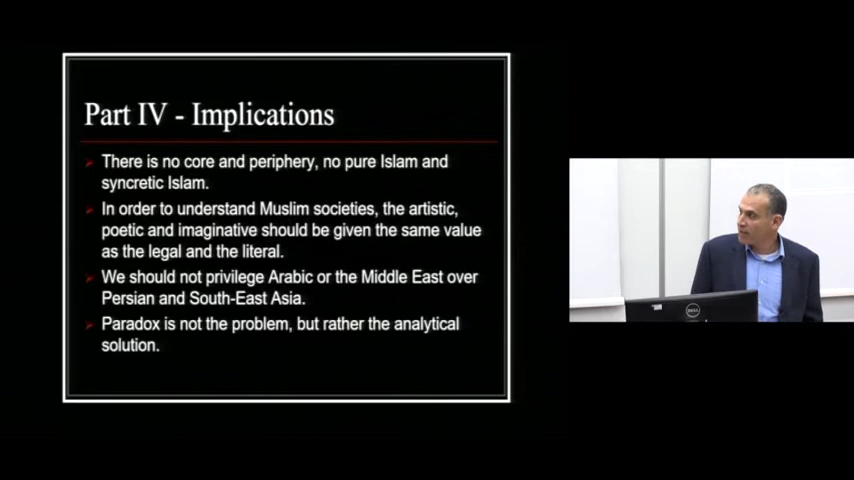 Part IV - Implications
There is no core and periphery, no pure Islam and
syncretic Islam.
In order to understand Muslim societies, the artistic,
poetic and imaginative should be given the same value
as the legal and the literal.
We should not privilege Arabic or the Middle East over
Persian and South-East Asia.
Paradox is not the problem, but rather the analytical
solution.
DELL